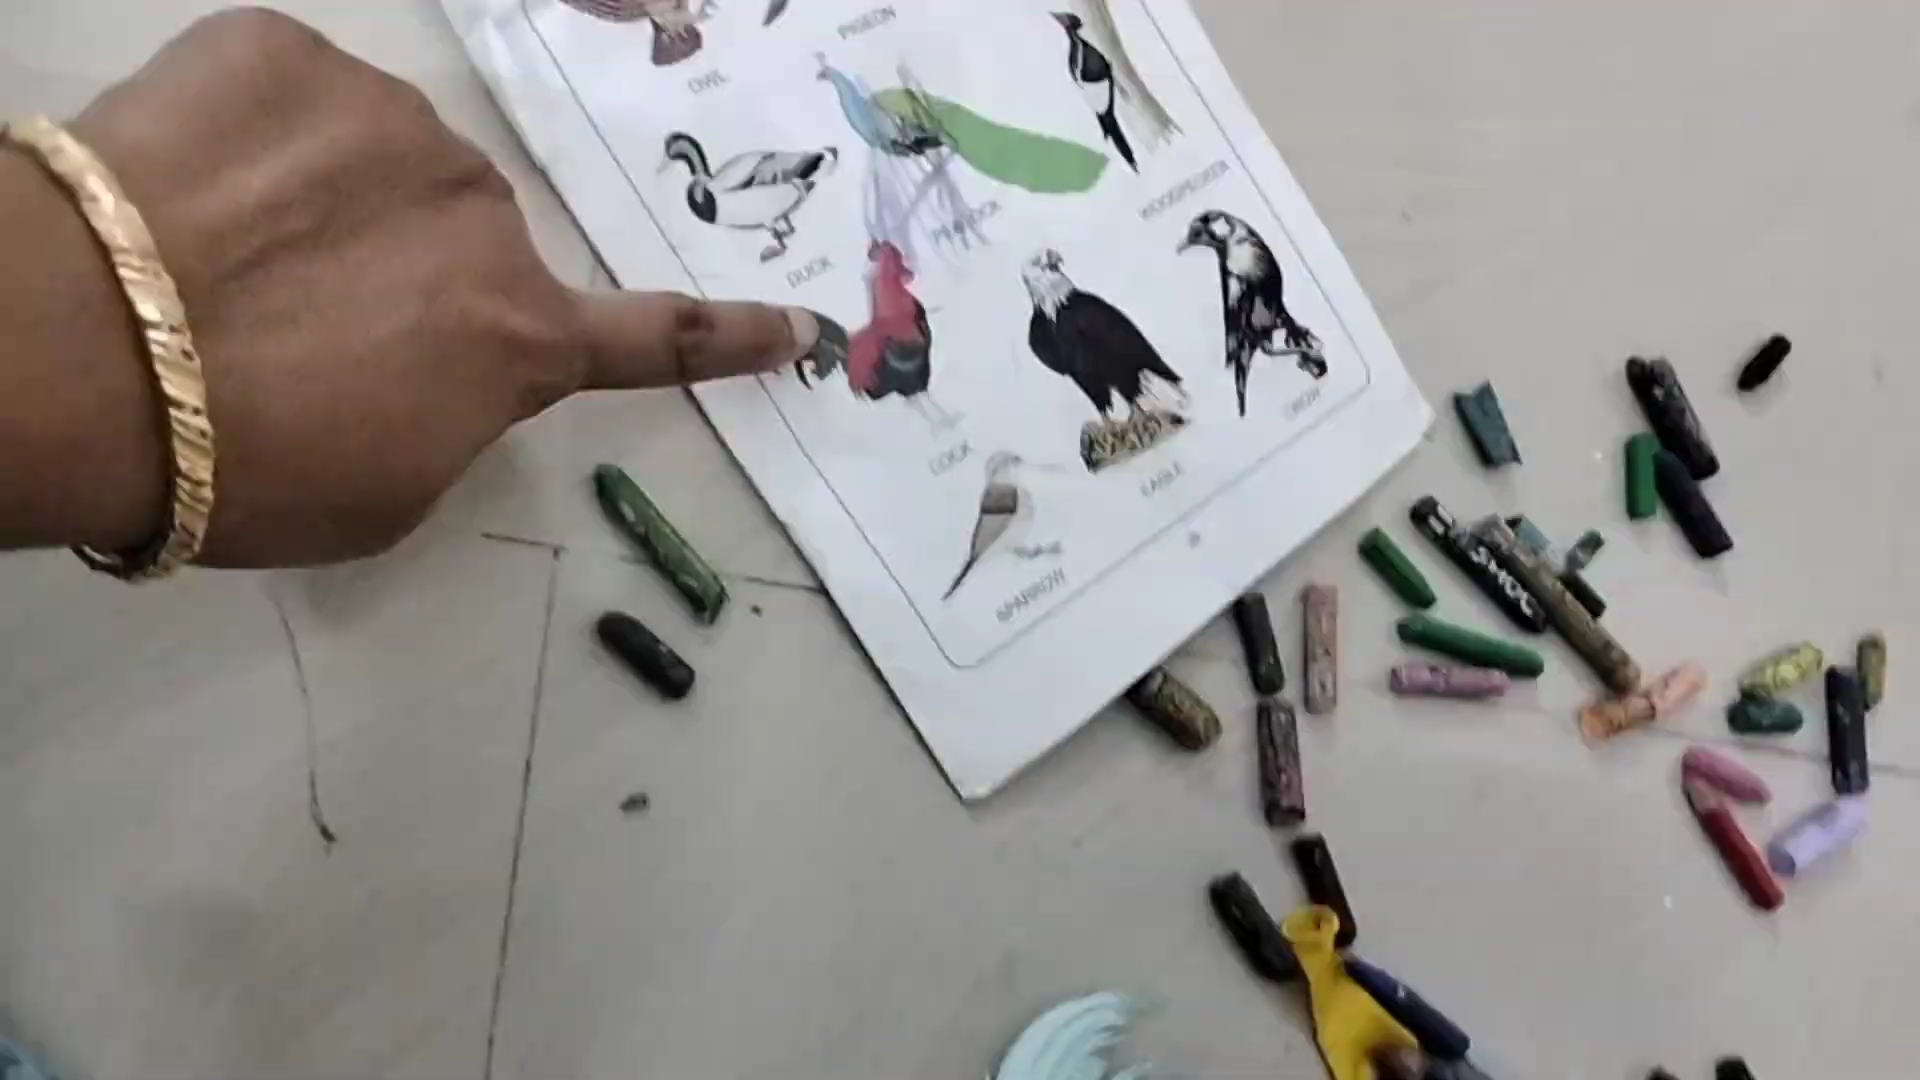 PIGEON
OWL
WOODPECKER
PEACOCK
DUCK
CROW
COCK
EAGLE
SPARROW